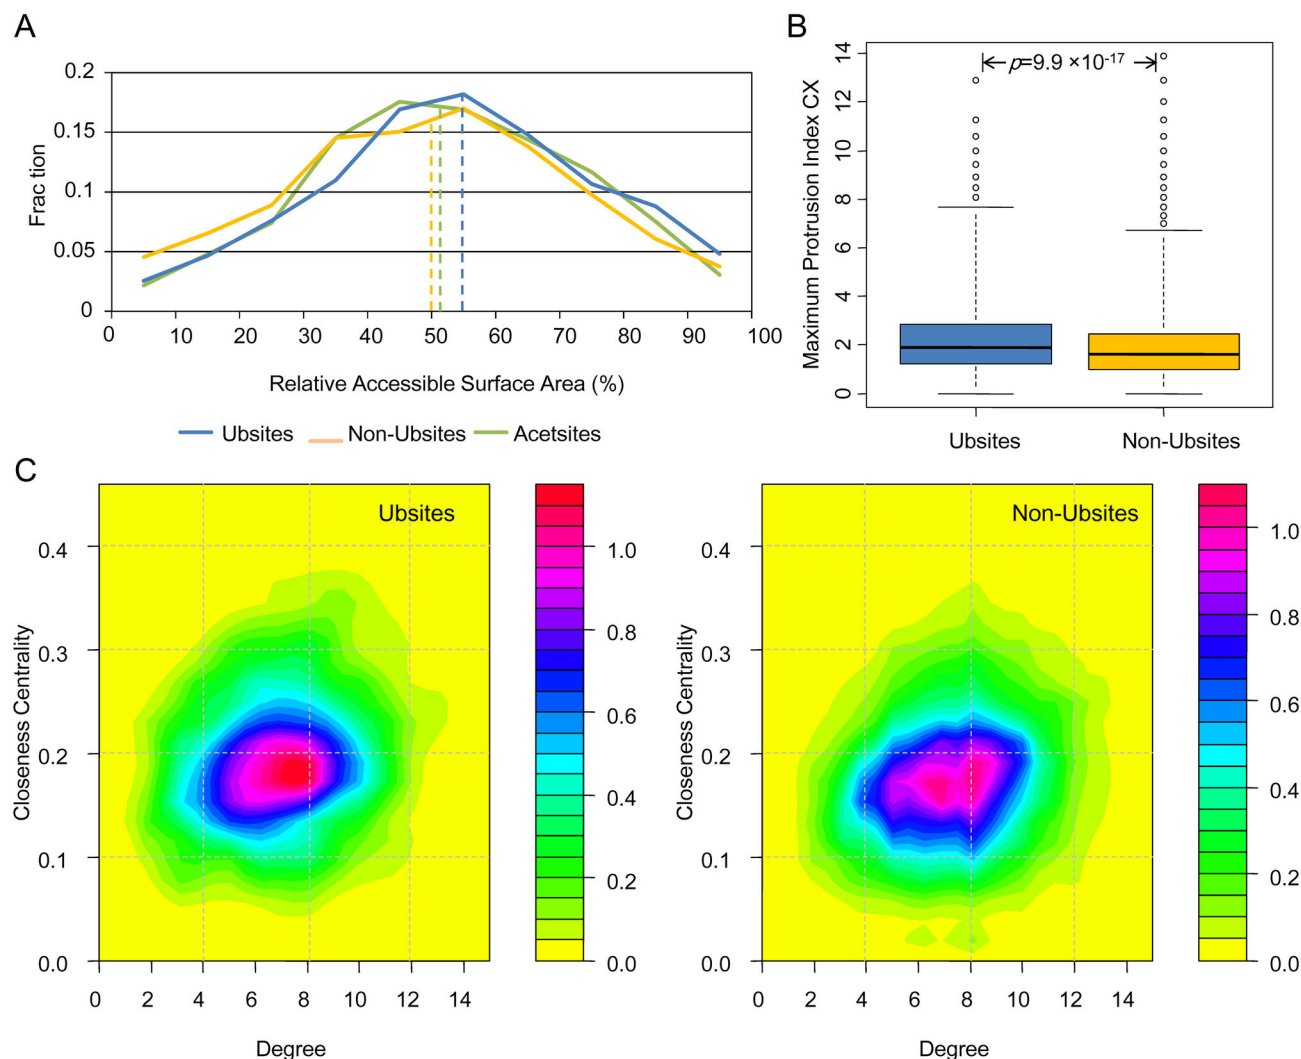 A
0.2
0.15
0.1
0.05
0
Fraction
0 10 20 30 40 50 60 70 80 90 100
Relative Accessible Surface Area (%)
Ubsites Non-Ubsites Acetsites
B
p=9.9 ×10-17
14
12
10
8
6
4
2
0
Maximum Protrusion Index CX
Ubsites Non-Ubsites
C
Ubsites
0.4
0.3
0.2
0.1
0.0
Closeness Centrality
0 2 4 6 8 10 12 14
Degree
1.0
0.8
0.6
0.4
0.2
0.0
Non-Ubsites
0.4
0.3
0.2
0.1
0.0
Closeness Centrality
0 2 4 6 8 10 12 14
Degree
1.0
0.8
0.6
0.4
0.2
0.0